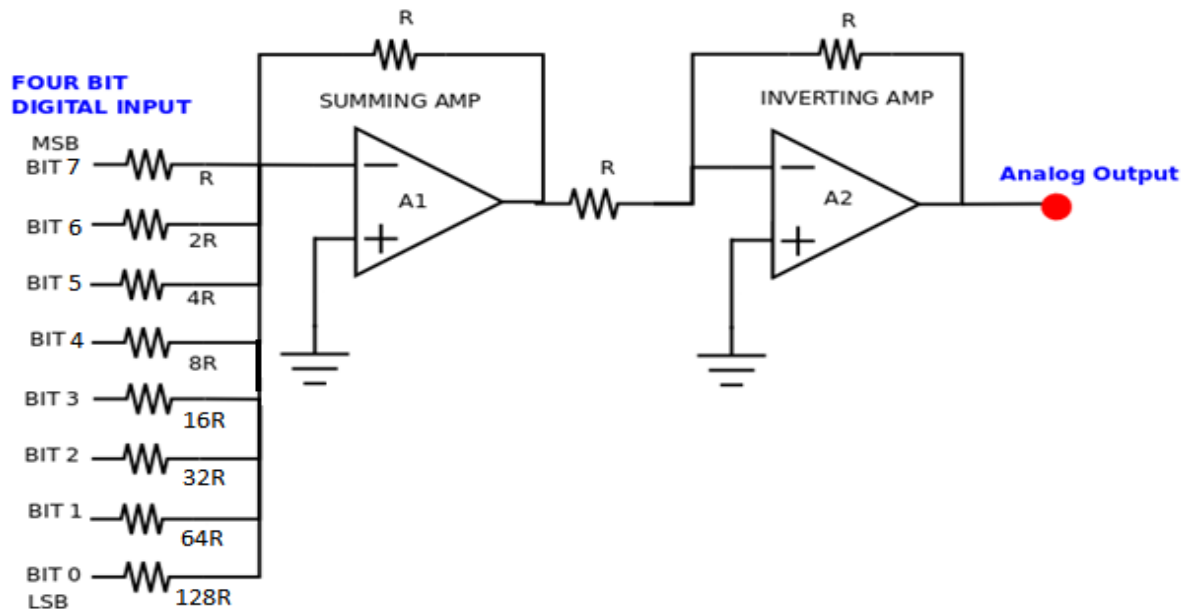 R
R
FOUR BIT
DIGITAL INPUT
SUMMING AMP
INVERTING AMP
MSB
BIT 7
R
R
A1
A2
Analog Output
BIT 6
2R
BIT 5
4R
BIT 4
8R
BIT 3
16R
BIT 2
32R
BIT 1
64R
BIT 0
128R
LSB